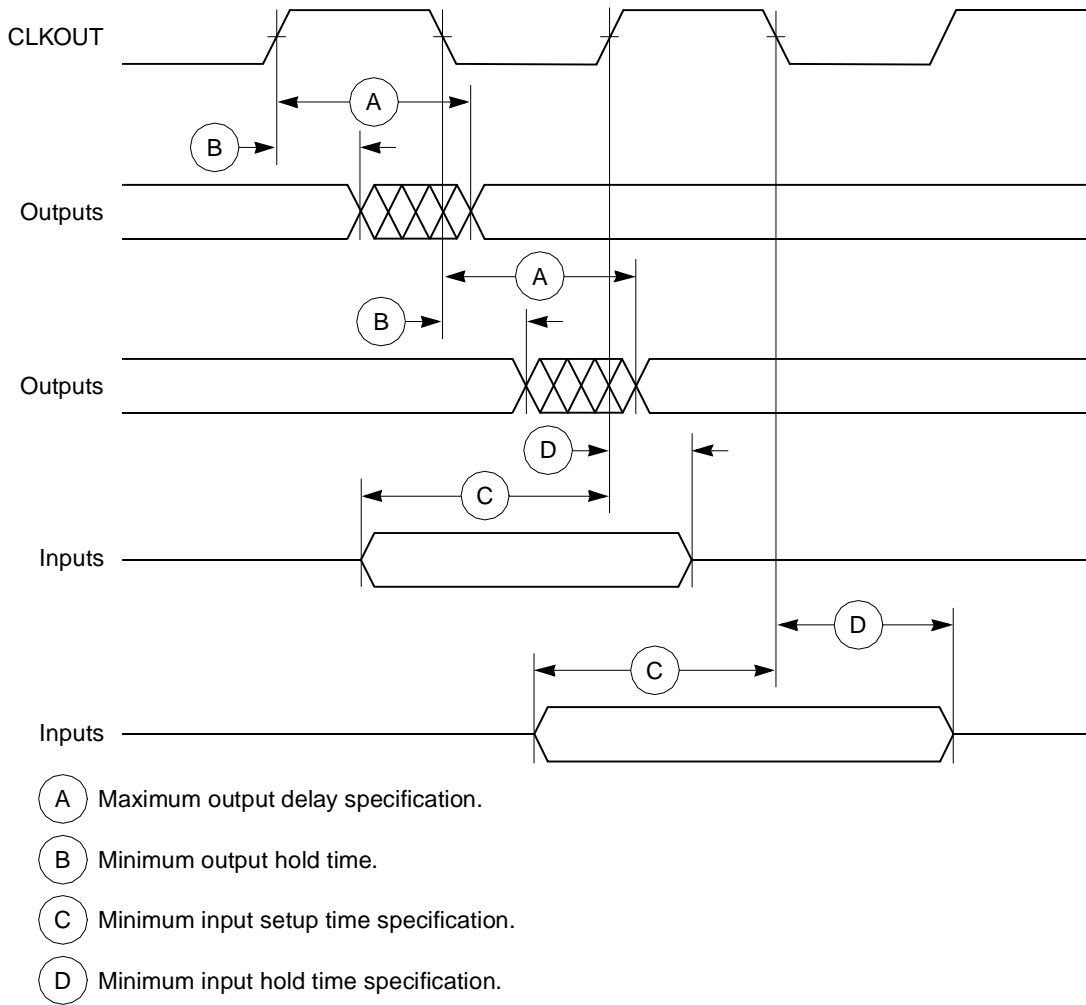 CLKOUT
A
B
Outputs
A
B
Outputs
D
C
Inputs
D
C
Inputs
A Maximum output delay specification.
B Minimum output hold time.
C Minimum input setup time specification.
D Minimum input hold time specification.